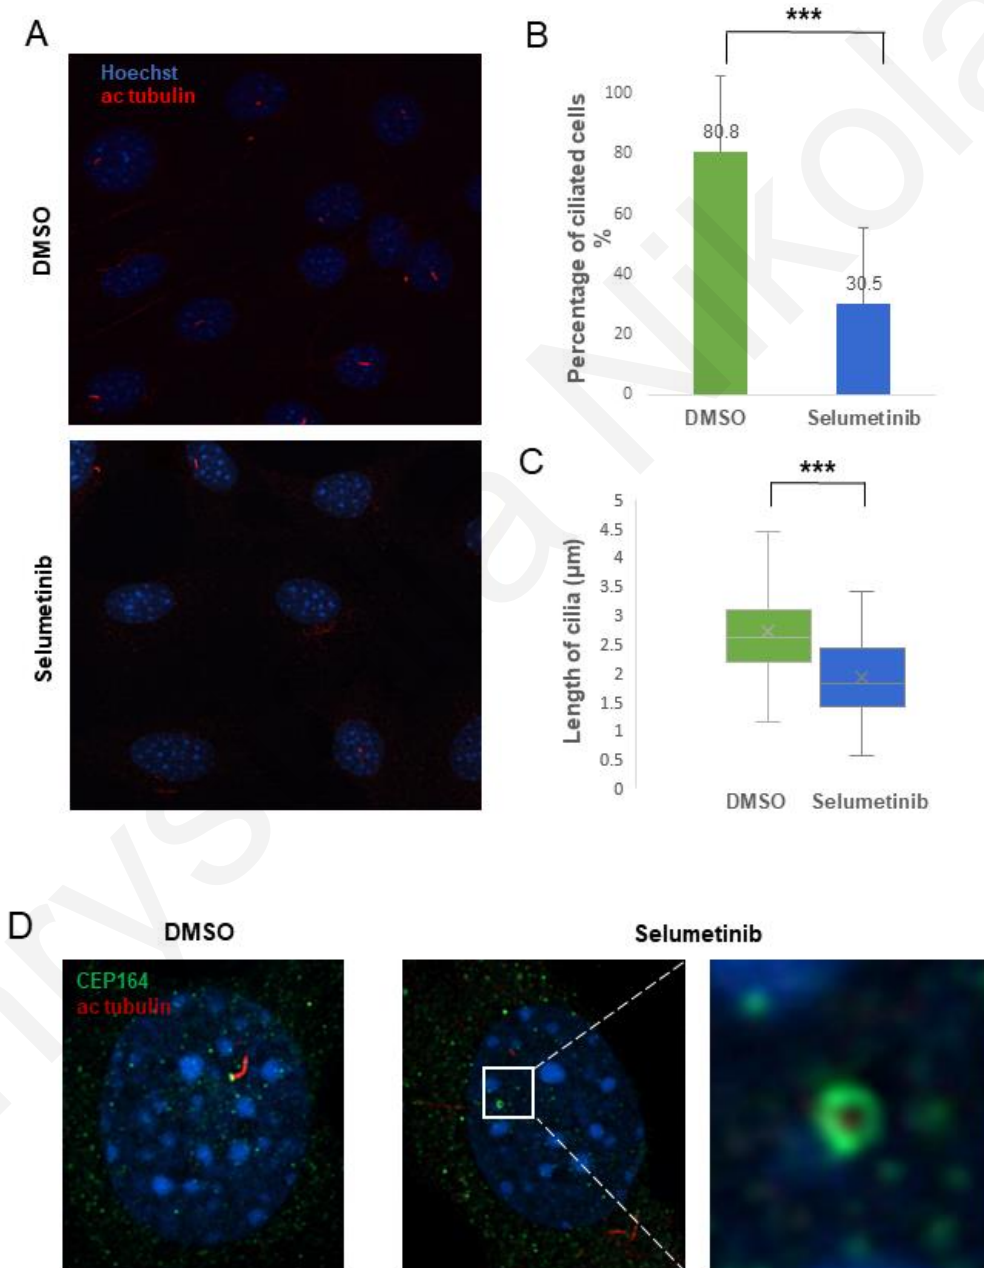 A
Hoechst
ac tubulin
DMSO
Selumetinib
B
***
Percentage of ciliated cells
%
100
80
60
40
20
0
80.8
30.5
DMSO
Selumetinib
C
***
Length of cilia (µm)
5
4.5
4
3.5
3
2.5
2
1.5
1
0.5
0
DMSO
Selumetinib
D
DMSO
Selumetinib
CEP164
ac tubulin